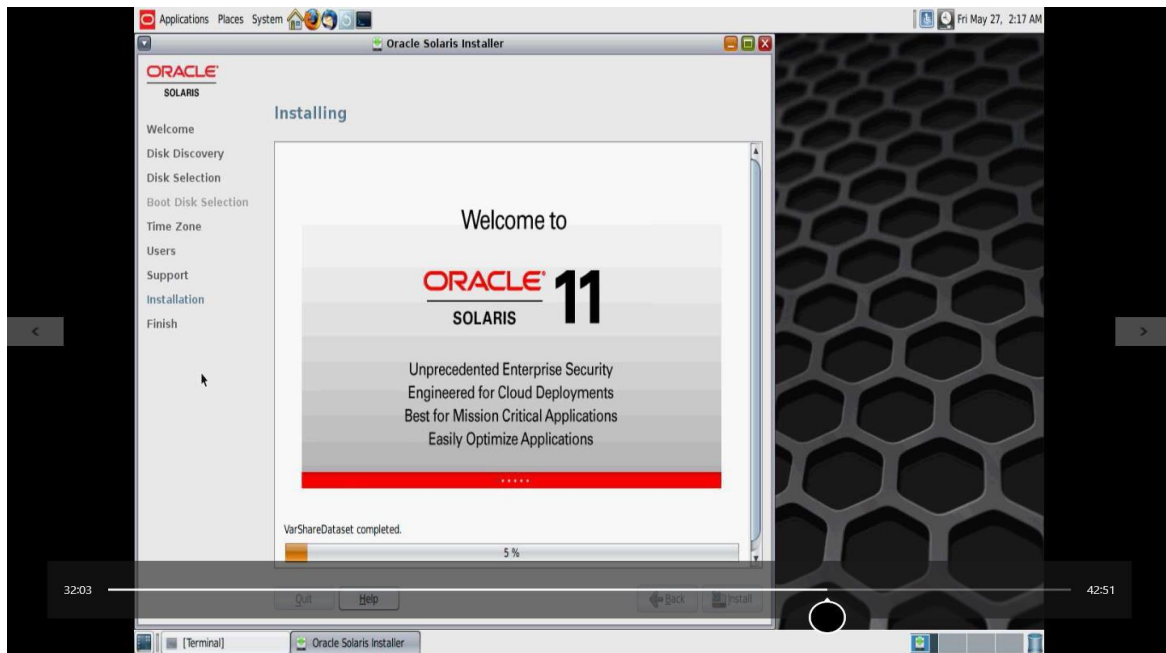 Applications Places System
Fri May 27, 2:17 AM
Oracle Solaris Installer
ORACLE
SOLARIS
Installing
Welcome
Disk Discovery
Disk Selection
Boot Disk Selection
Time Zone
Users
Support
Installation
Finish
Welcome to
ORACLE 11
SOLARIS
Unprecedented Enterprise Security
Engineered for Cloud Deployments
Best for Mission Critical Applications
Easily Optimize Applications
VarShareDataset completed.
5 %
32:03
42:51
Quit Help Back Install
[Terminal] Oracle Solaris Installer